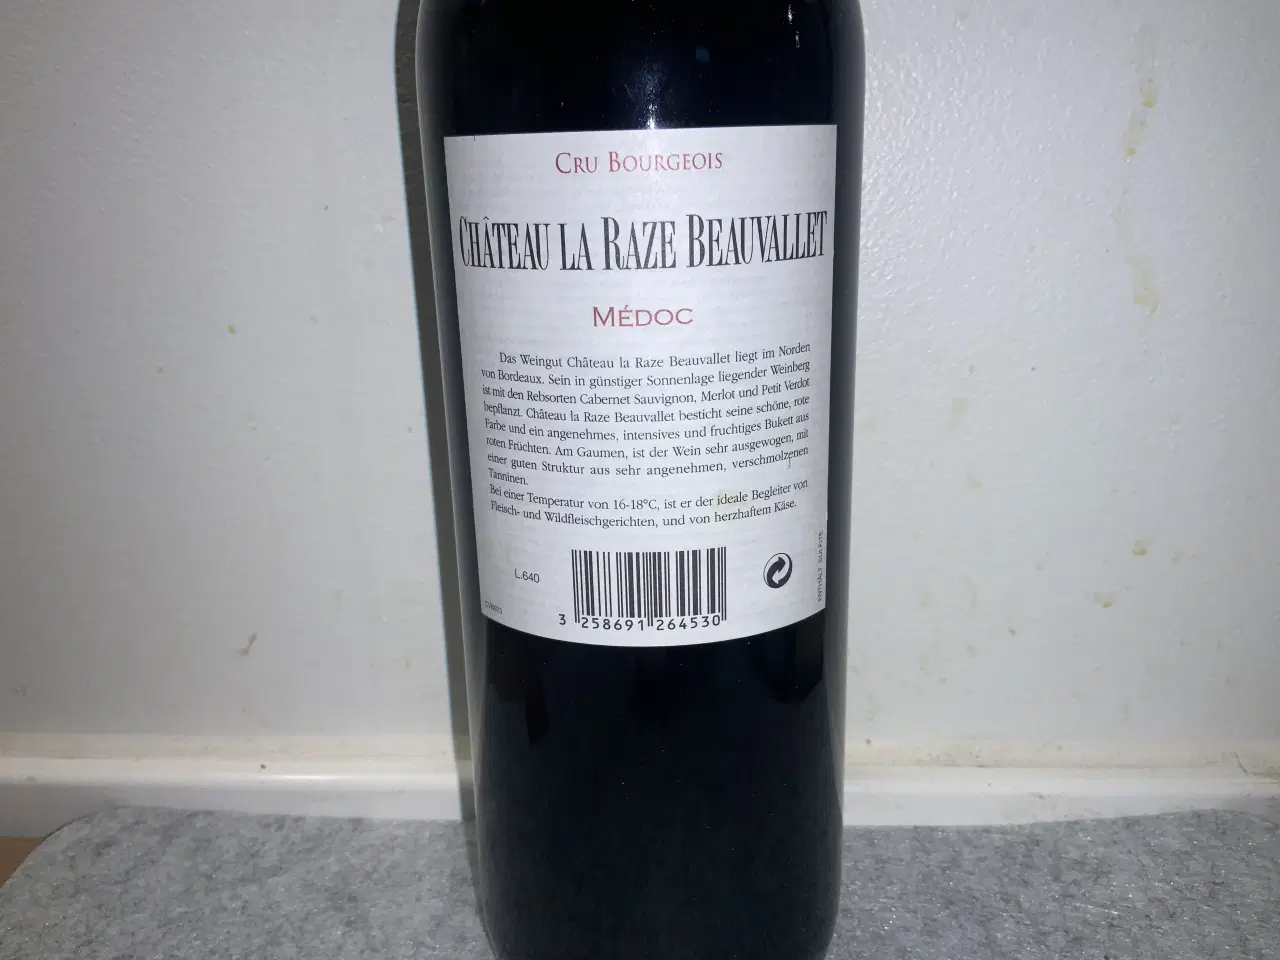 CRU BOURGEOIS
CHÂTEAU LA RAZE BEAUVALLET
MÉDOC
Das Weingut Château la Raze Beauvallet liegt im Norden
von Bordeaux. Sein in günstiger Sonnenlage liegender Weinberg
ist mit den Rebsorten Cabernet Sauvignon, Merlot und Petit Verdot
bepflanzt. Château la Raze Beauvallet besticht seine schöne, rote
Farbe und ein angenehmes, intensives und fruchtiges Bukett aus
roten Früchten. Am Gaumen, ist der Wein sehr ausgewogen, mit
einer guten Struktur aus sehr angenehmen, verschmolzenen
Tanninen.
Bei einer Temperatur von 16-18°C, ist er der ideale Begleiter von
Fleisch- und Wildfleischgerichten, und von herzhaftem Käse.
L.640
3 258691 264530
ENTHÄLT SULFITE